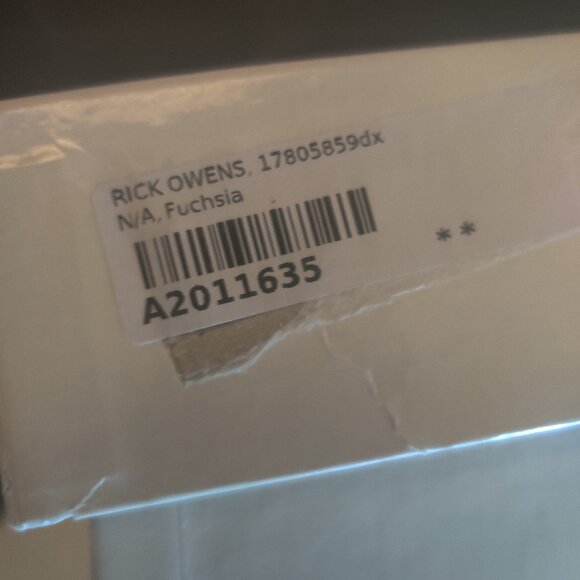 RICK OWENS, 17805859dx
N/A, Fuchsia
A2011635
**